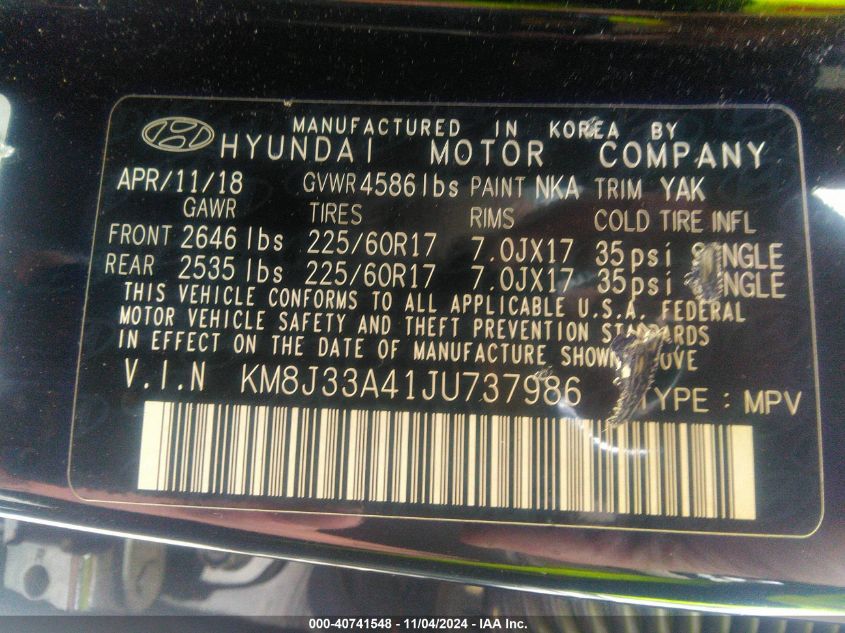 MANUFACTURED IN KOREA BY
HYUNDAI MOTOR COMPANY
APR/11/18 GVWR 4586 lbs PAINT NKA TRIM YAK
GAWR TIRES RIMS COLD TIRE INFL
FRONT 2646 lbs 225/60R17 7.0JX17 35psi
REAR 2535 lbs 225/60R17 7.0JX17 35psi
THIS VEHICLE CONFORMS TO ALL APPLICABLE U.S.A. FEDERAL
MOTOR VEHICLE SAFETY AND THEFT PREVENTION
IN EFFECT ON THE DATE OF MANUFACTURE SHOWN
V.I.N KM8J33A41JU737986 TYPE : MPV
000-40741548 - 11/04/2024 - IAA Inc.